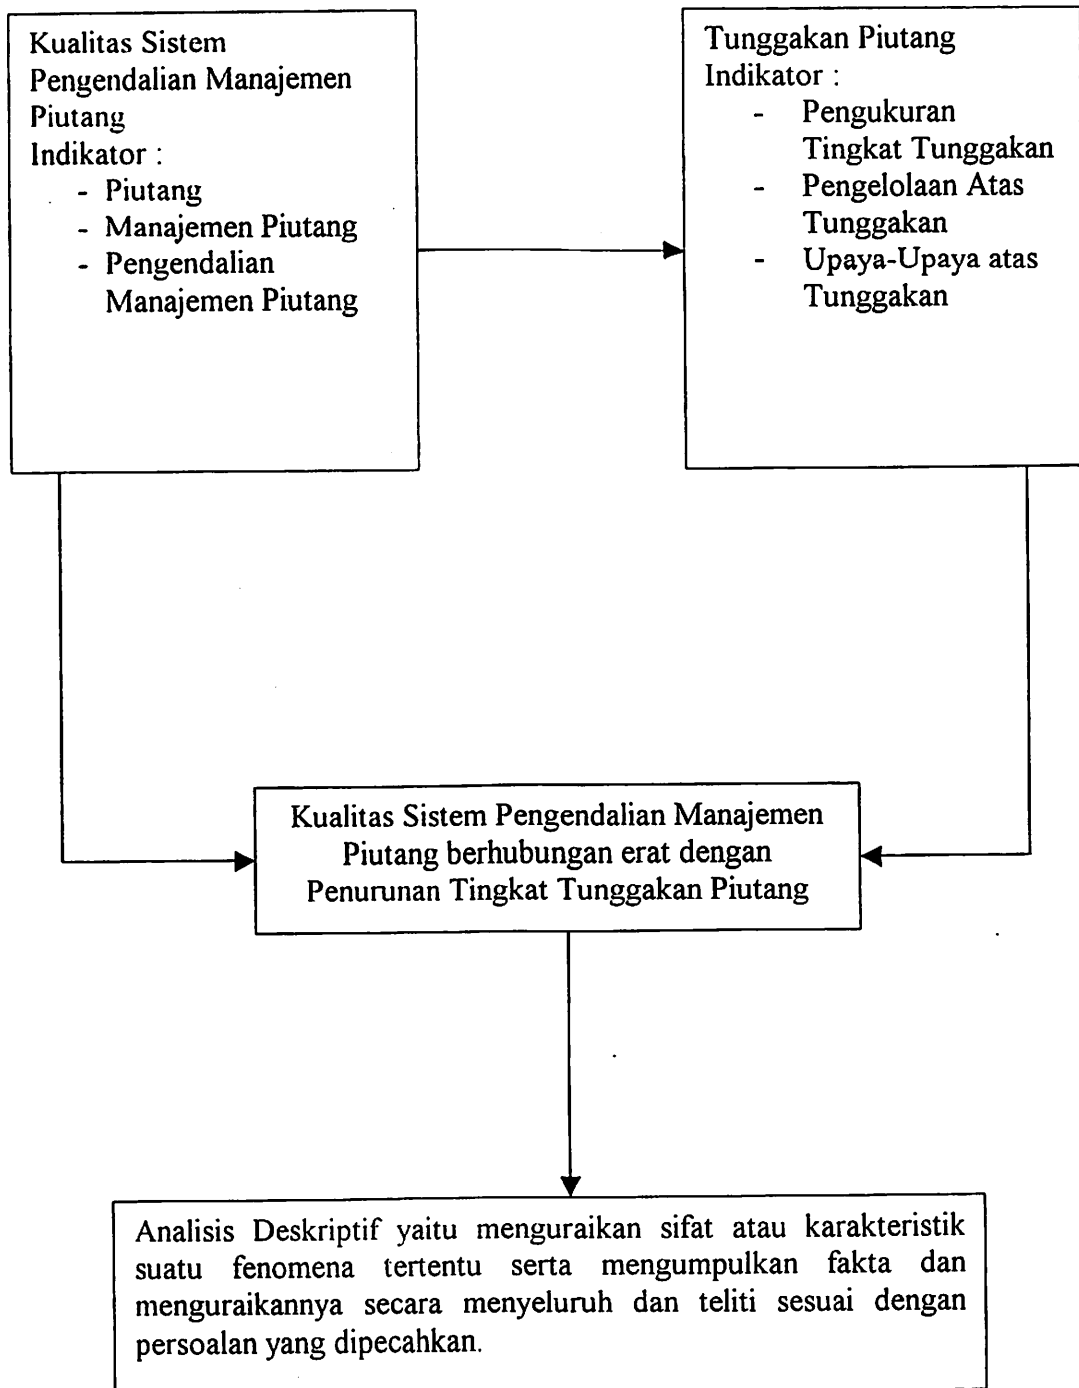 Kualitas Sistem
Pengendalian Manajemen
Piutang
Indikator :
- Piutang
- Manajemen Piutang
- Pengendalian
Manajemen Piutang
Tunggakan Piutang
Indikator :
- Pengukuran
Tingkat Tunggakan
- Pengelolaan Atas
Tunggakan
- Upaya-Upaya atas
Tunggakan
Kualitas Sistem Pengendalian Manajemen
Piutang berhubungan erat dengan
Penurunan Tingkat Tunggakan Piutang
Analisis Deskriptif yaitu menguraikan sifat atau karakteristik
suatu fenomena tertentu serta mengumpulkan fakta dan
menguraikannya secara menyeluruh dan teliti sesuai dengan
persoalan yang dipecahkan.